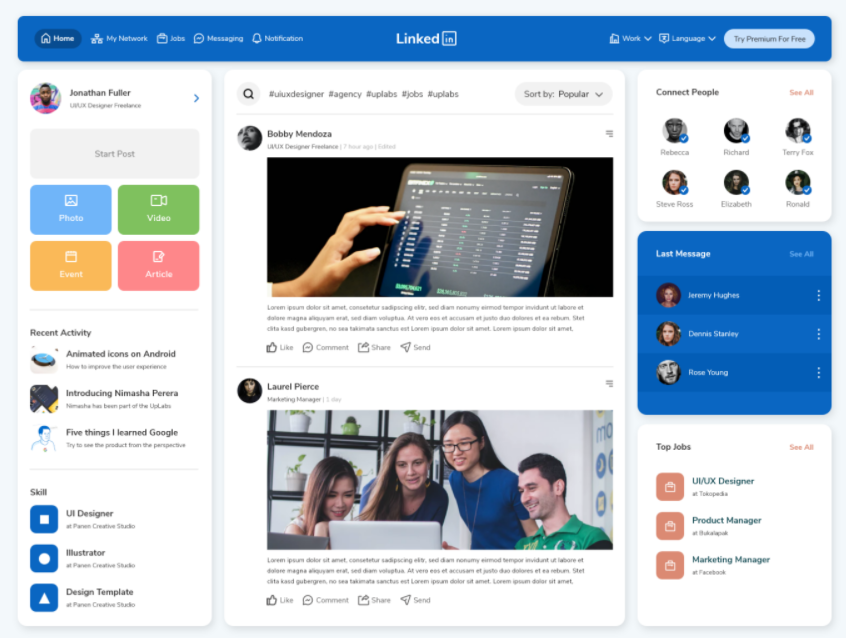 Home
My Network
Jobs
Messaging
Notification
Linked in
Work
Language
Try Premium For Free
Jonathan Fuller
UI/UX Designer Freelance
Start Post
Photo
Video
Event
Article
Recent Activity
Animated icons on Android
How to improve the user experience
Introducing Nimasha Perera
Nimasha has been part of the UpLabs
Five things I learned Google
Try to see the product from the perspective
Skill
UI Designer
at Panen Creative Studio
Illustrator
at Panen Creative Studio
Design Template
at Panen Creative Studio
#uiuxdesigner #agency #uplabs #jobs #uplabs
Sort by: Popular
Bobby Mendoza
UI/UX Designer Freelance | 7 hour ago | Edited
Lorem ipsum dolor sit amet, consetetur sadipscing elitr, sed diam nonumy eirmod tempor invidunt ut labore et
dolore magna aliquyam erat, sed diam voluptua. At vero eos et accusam et justo duo dolores et ea rebum. Stet
clita kasd gubergren, no sea takimata sanctus est Lorem ipsum dolor sit amet. Lorem ipsum dolor sit amet,
Like
Comment
Share
Send
Laurel Pierce
Marketing Manager | 1 day
mo
Lorem ipsum dolor sit amet, consetetur sadipscing elitr, sed diam nonumy eirmod tempor invidunt ut labore et
dolore magna aliquyam erat, sed diam voluptua. At vero eos et accusam et justo duo dolores et ea rebum. Stet
clita kasd gubergren, no sea takimata sanctus est Lorem ipsum dolor sit amet. Lorem ipsum dolor sit amet,
Like
Comment
Share
Send
Connect People
See All
Rebecca
Richard
Terry Fox
Steve Ross
Elizabeth
Ronald
Last Message
See All
Jeremy Hughes
Dennis Stanley
Rose Young
Top Jobs
See All
UI/UX Designer
at Tokopedia
Product Manager
at Bukalapak
Marketing Manager
at Facebook